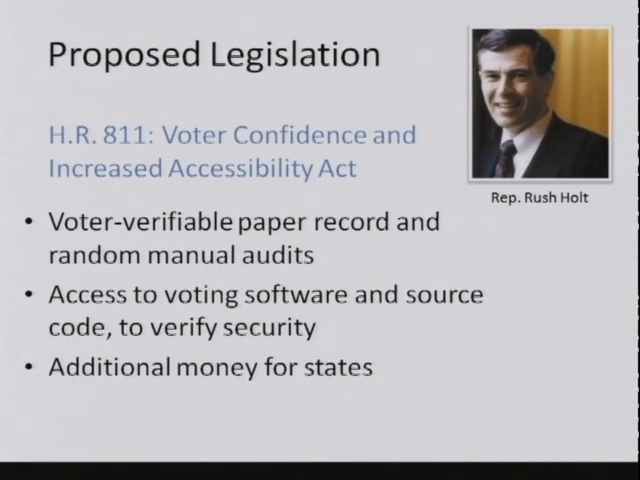 Proposed Legislation
H.R. 811: Voter Confidence and
Increased Accessibility Act
Rep. Rush Holt
• Voter-verifiable paper record and
random manual audits
• Access to voting software and source
code, to verify security
• Additional money for states